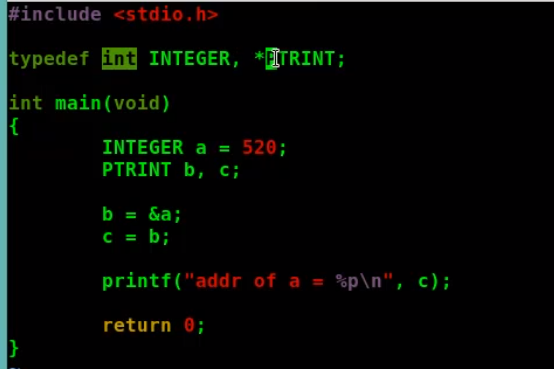 #include <stdio.h>
typedef int INTEGER, *PTRINT;
int main(void)
{
INTEGER a = 520;
PTRINT b, c;
b = &a;
c = b;
printf("addr of a = %p\n", c);
return 0;
}